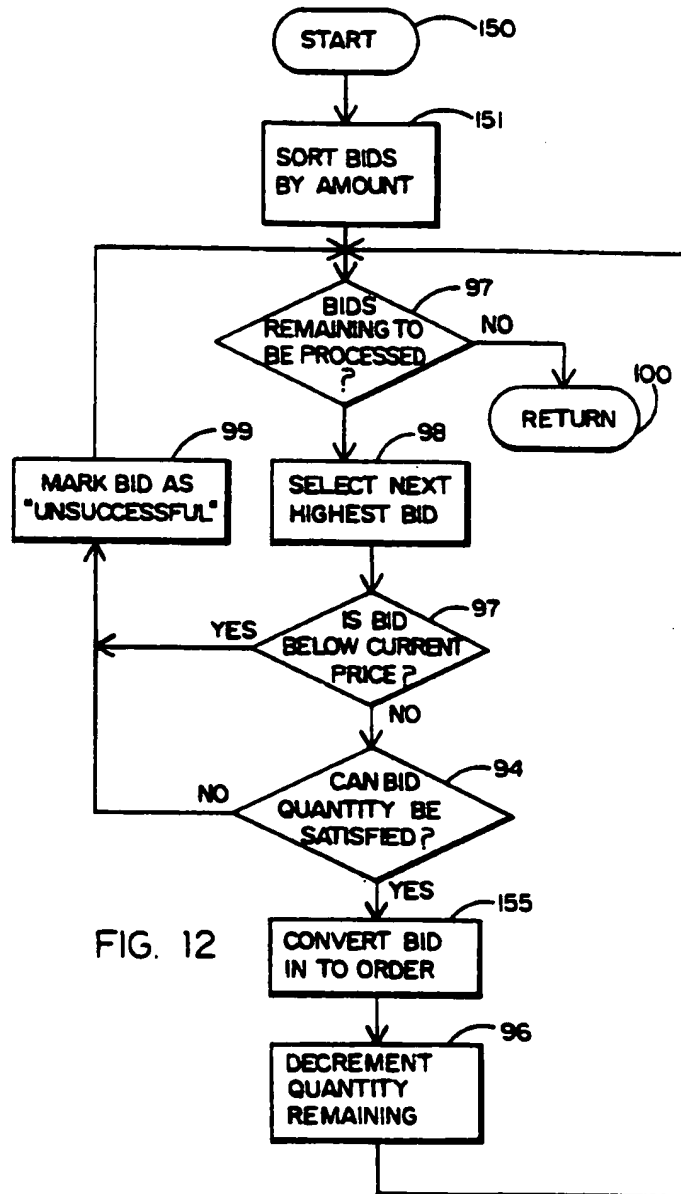 START
150
151
SORT BIDS
BY AMOUNT
BIDS
REMAINING TO
BE PROCESSED
?
97
NO
RETURN
100
99
MARK BID AS
"UNSUCCESSFUL"
98
SELECT NEXT
HIGHEST BID
YES
IS BID
BELOW CURRENT
PRICE?
97
NO
NO
CAN BID
QUANTITY BE
SATISFIED?
94
YES
155
CONVERT BID
IN TO ORDER
FIG. 12
96
DECREMENT
QUANTITY
REMAINING